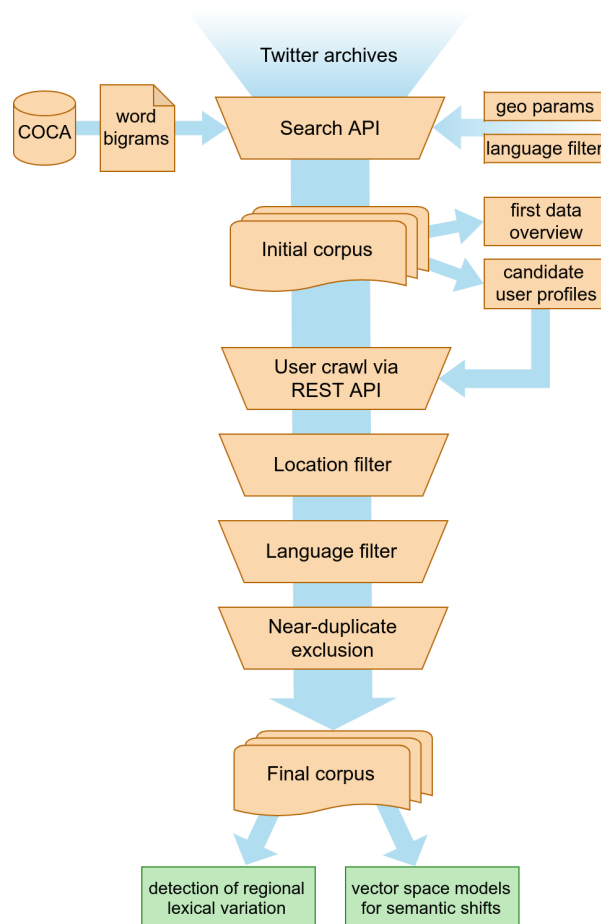 Twitter archives
COCA
word
bigrams
Search API
geo params
language filter
Initial corpus
first data
overview
candidate
user profiles
User crawl via
REST API
Location filter
Language filter
Near-duplicate
exclusion
Final corpus
detection of regional
lexical variation
vector space models
for semantic shifts